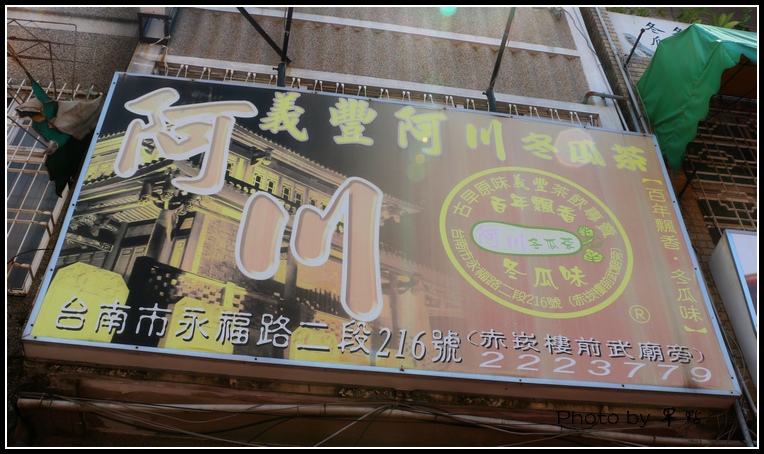 義豐阿川冬瓜茶
阿川
古早風味義豐茶飲專賣
百年飄香
阿川冬瓜茶
冬瓜味
台南市永福路二段216號(赤崁樓前武廟旁)
®
【百年飄香・冬瓜味】
台南市永福路二段216號(赤崁樓前武廟旁)
2223779
Photo by 早點